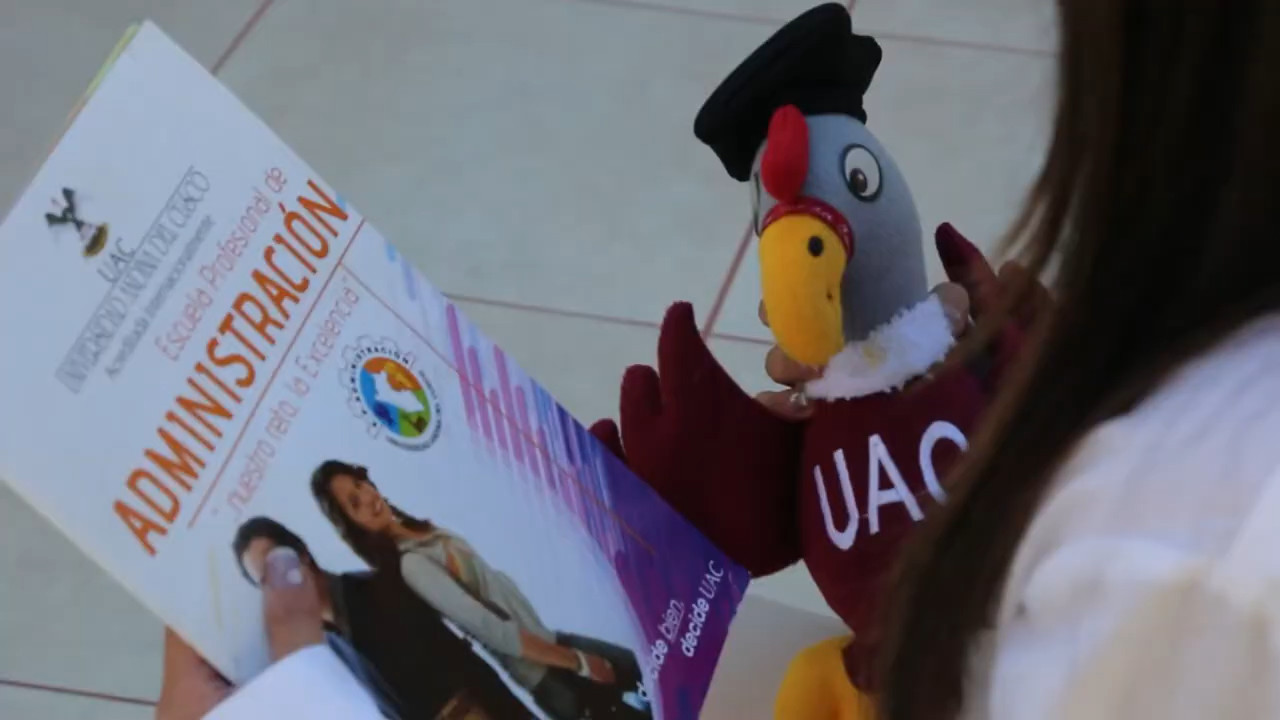 UAC
UNIVERSIDAD ANDINA DEL CUSCO
Acreditada internacionalmente
Escuela Profesional de
ADMINISTRACIÓN
"nuestro reto, la Excelencia"
ADMINISTRACIÓN
decide bien,
decide UAC
UAC